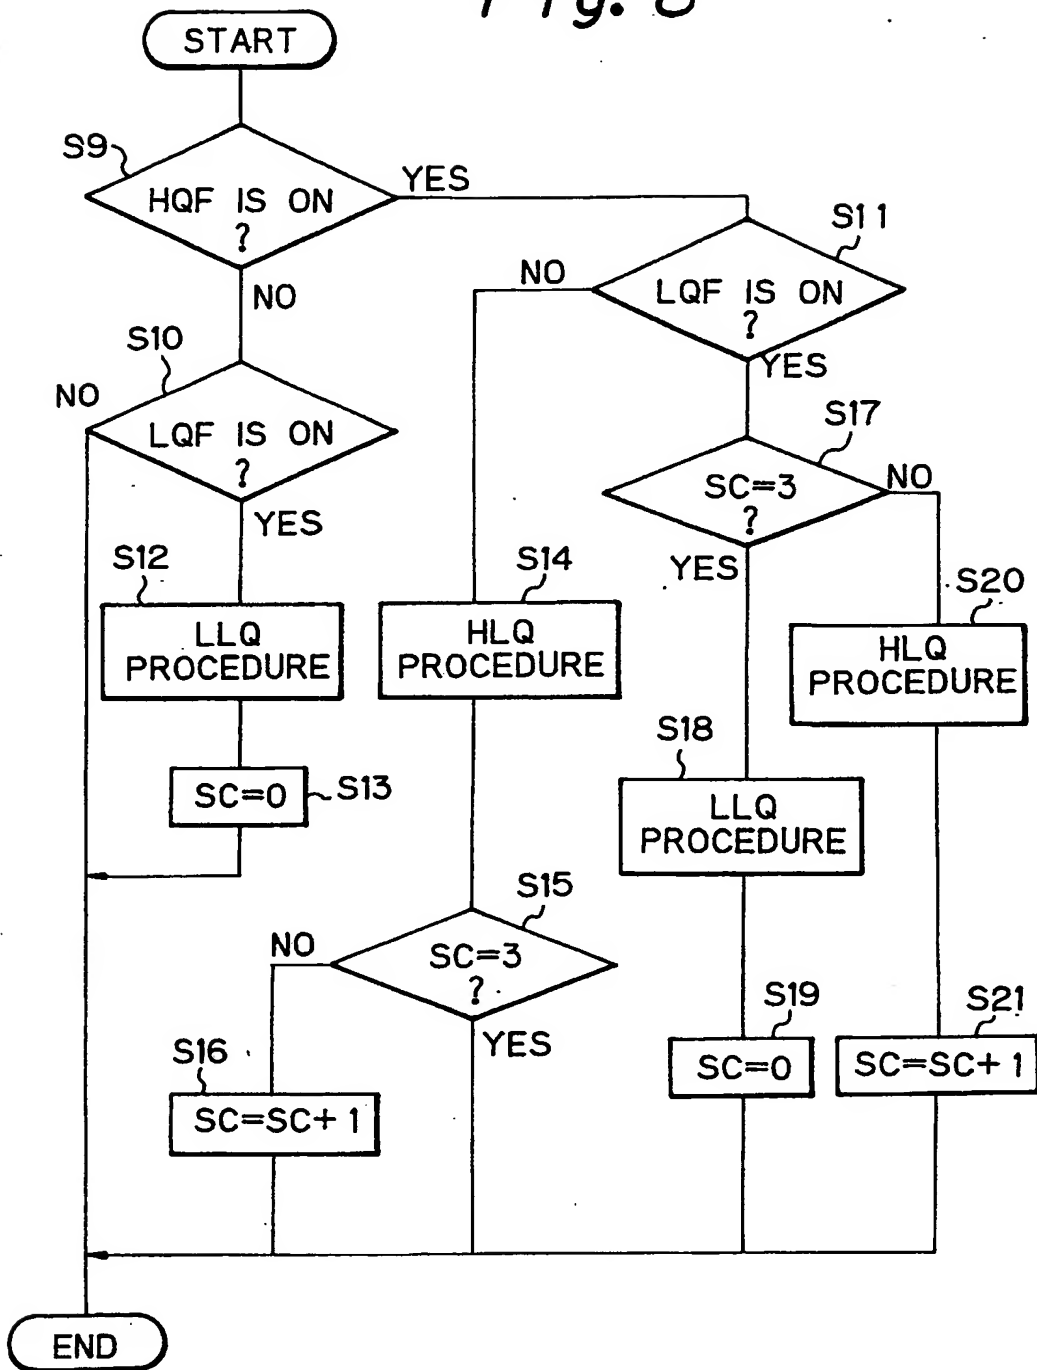 START
S9
HQF IS ON
?
YES
NO
S11
LQF IS ON
?
NO
YES
S10
NO
LQF IS ON
?
YES
S17
SC=3
?
NO
YES
S12
LLQ
PROCEDURE
S14
HLQ
PROCEDURE
S20
HLQ
PROCEDURE
S13
SC=0
S18
LLQ
PROCEDURE
S15
SC=3
?
NO
YES
S16
SC=SC+1
S19
SC=0
S21
SC=SC+1
END